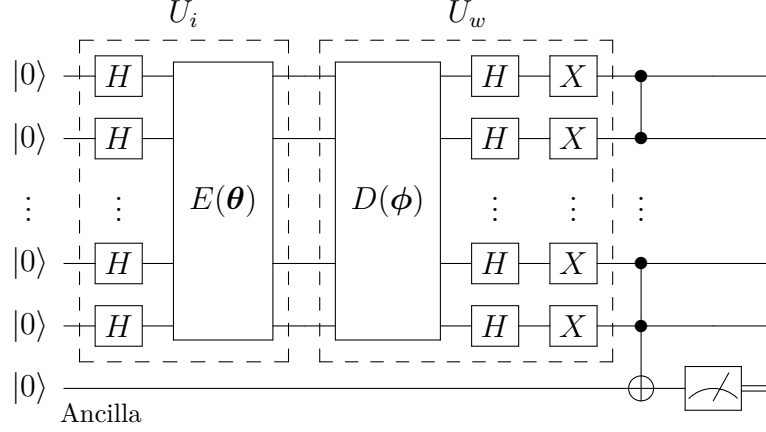 U_i U_w
|0⟩ H H X
|0⟩ H H X
⋮ ⋮ E(θ) D(ϕ) ⋮ ⋮ ⋮
|0⟩ H H X
|0⟩ H H X
|0⟩
Ancilla